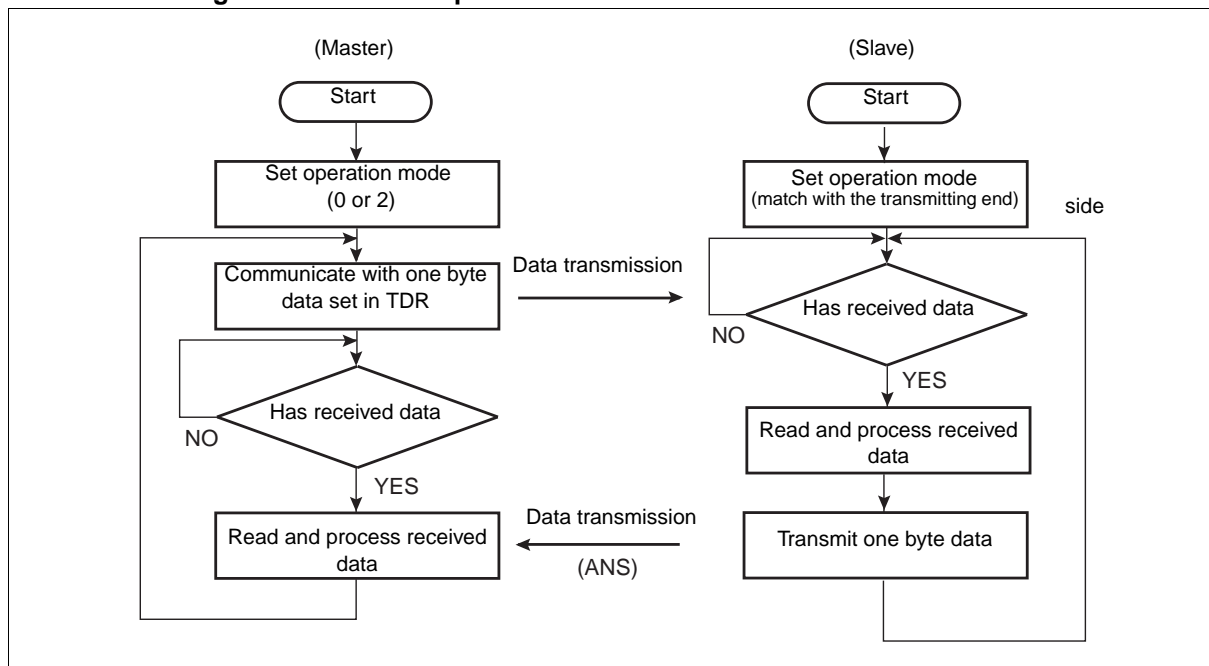 (Master)
Start
Set operation mode
(0 or 2)
Communicate with one byte
data set in TDR
Has received data
NO
YES
Read and process received
data
Data transmission
Data transmission
(ANS)
(Slave)
Start
Set operation mode
(match with the transmitting end)
side
Has received data
NO
YES
Read and process received
data
Transmit one byte data